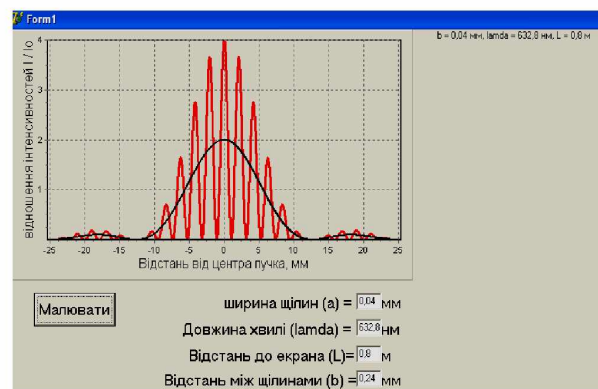 Form1
b = 0,04 мм, lamda = 632,8 нм, L = 0,8 м
відношення інтенсивностей I / Io
4
3
2
1
-25 -20 -15 -10 -5 0 5 10 15 20 25
Відстань від центра пучка, мм
Малювати
ширина щілин (a) = 0,04 мм
Довжина хвилі (lamda) = 632,8 нм
Відстань до екрана (L)= 0,8 м
Відстань між щілинами (b) = 0,24 мм